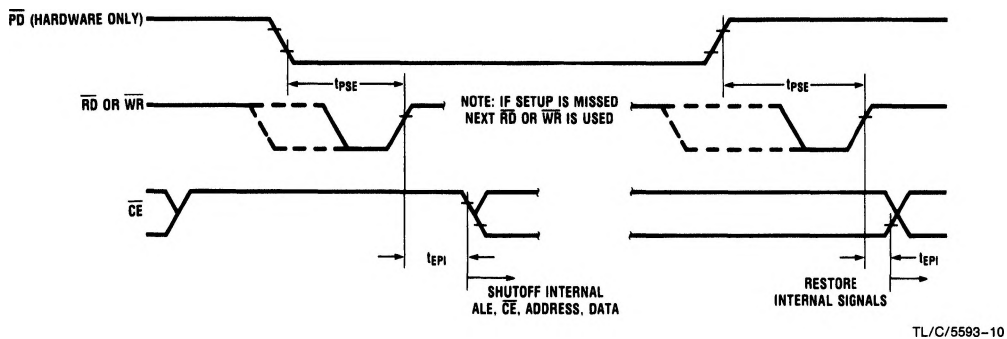 PD (HARDWARE ONLY)
tPSE
tPSE
RD OR WR
NOTE: IF SETUP IS MISSED
NEXT RD OR WR IS USED
CE
tEPI
tEPI
SHUTOFF INTERNAL
ALE, CE, ADDRESS, DATA
RESTORE
INTERNAL SIGNALS
TL/C/5593-10